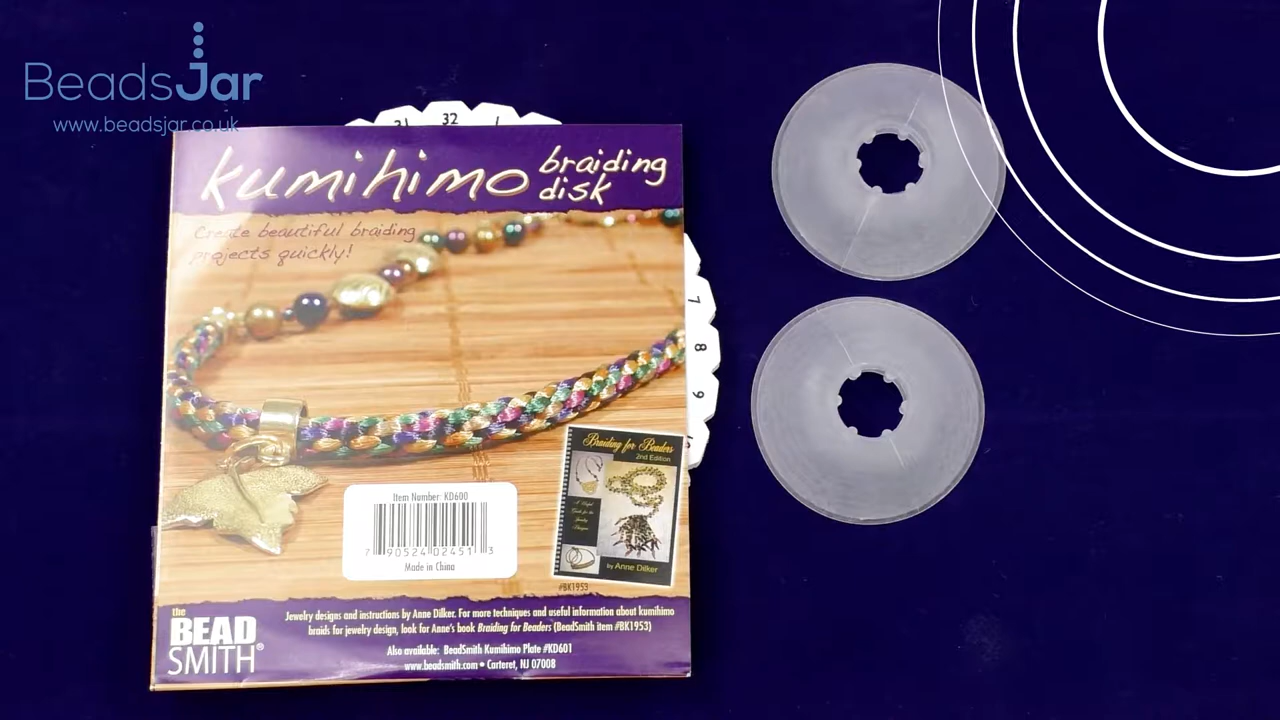 BeadsJar
www.beadsjar.co.uk
31 32 1
kumihimo braiding disk
Create beautiful braiding
projects quickly!
7
8
9
Braiding for Beaders
2nd Edition
by Anne Dilker
#BK1953
Item Number: KD600
7 90524 02451 3
Made in China
the
BEAD
SMITH®
Jewelry designs and instructions by Anne Dilker. For more techniques and useful information about kumihimo
braids for jewelry design, look for Anne's book Braiding for Beaders (BeadSmith item #BK1953)
Also available: BeadSmith Kumihimo Plate #KD601
www.beadsmith.com • Carteret, NJ 07008